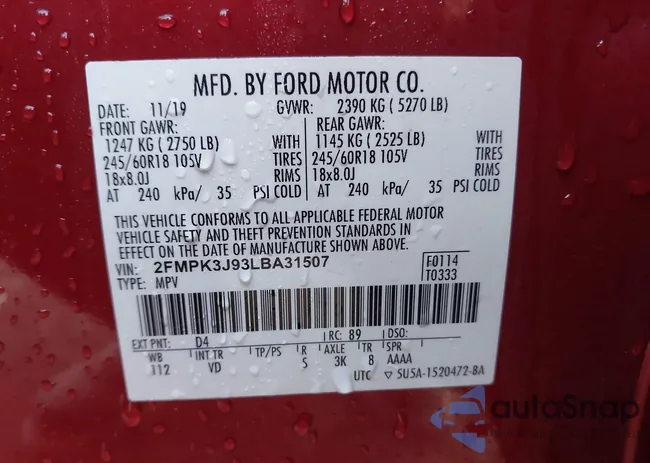 MFD. BY FORD MOTOR CO.
DATE: 11/19 GVWR: 2390 KG ( 5270 LB)
FRONT GAWR: REAR GAWR:
1247 KG ( 2750 LB) WITH 1145 KG ( 2525 LB) WITH
245/60R18 105V TIRES 245/60R18 105V TIRES
18x8.0J RIMS 18x8.0J RIMS
AT 240 kPa/ 35 PSI COLD AT 240 kPa/ 35 PSI COLD
THIS VEHICLE CONFORMS TO ALL APPLICABLE FEDERAL MOTOR
VEHICLE SAFETY AND THEFT PREVENTION STANDARDS IN
EFFECT ON THE DATE OF MANUFACTURE SHOWN ABOVE.
VIN: 2FMPK3J93LBA31507 F0114
TYPE: MPV T0333
EXT PNT: D4 RC: 89 DSO:
WB INT TR TP/PS R AXLE TR SPR
112 VD S 3K 8 AAAA
UTC ▽ SU5A-1520472-BA
autoSnap